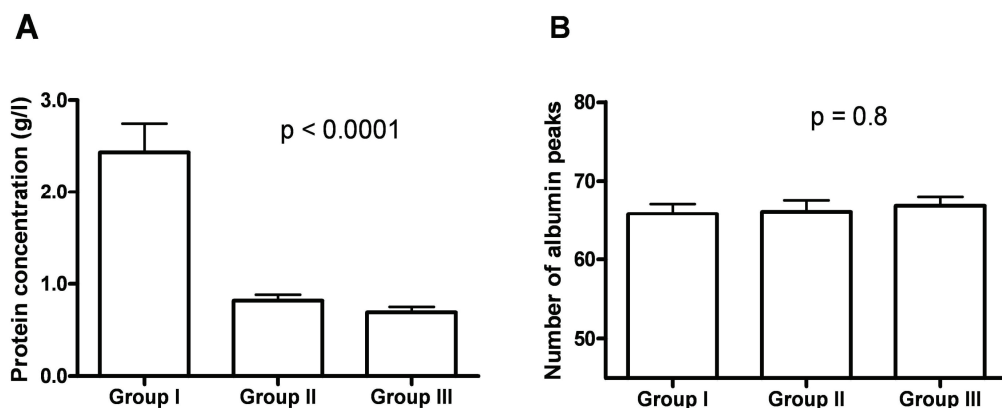 A
Protein concentration (g/l)
3.0
2.0
1.0
0.0
p < 0.0001
Group I
Group II
Group III
B
Number of albumin peaks
80
70
60
50
p = 0.8
Group I
Group II
Group III